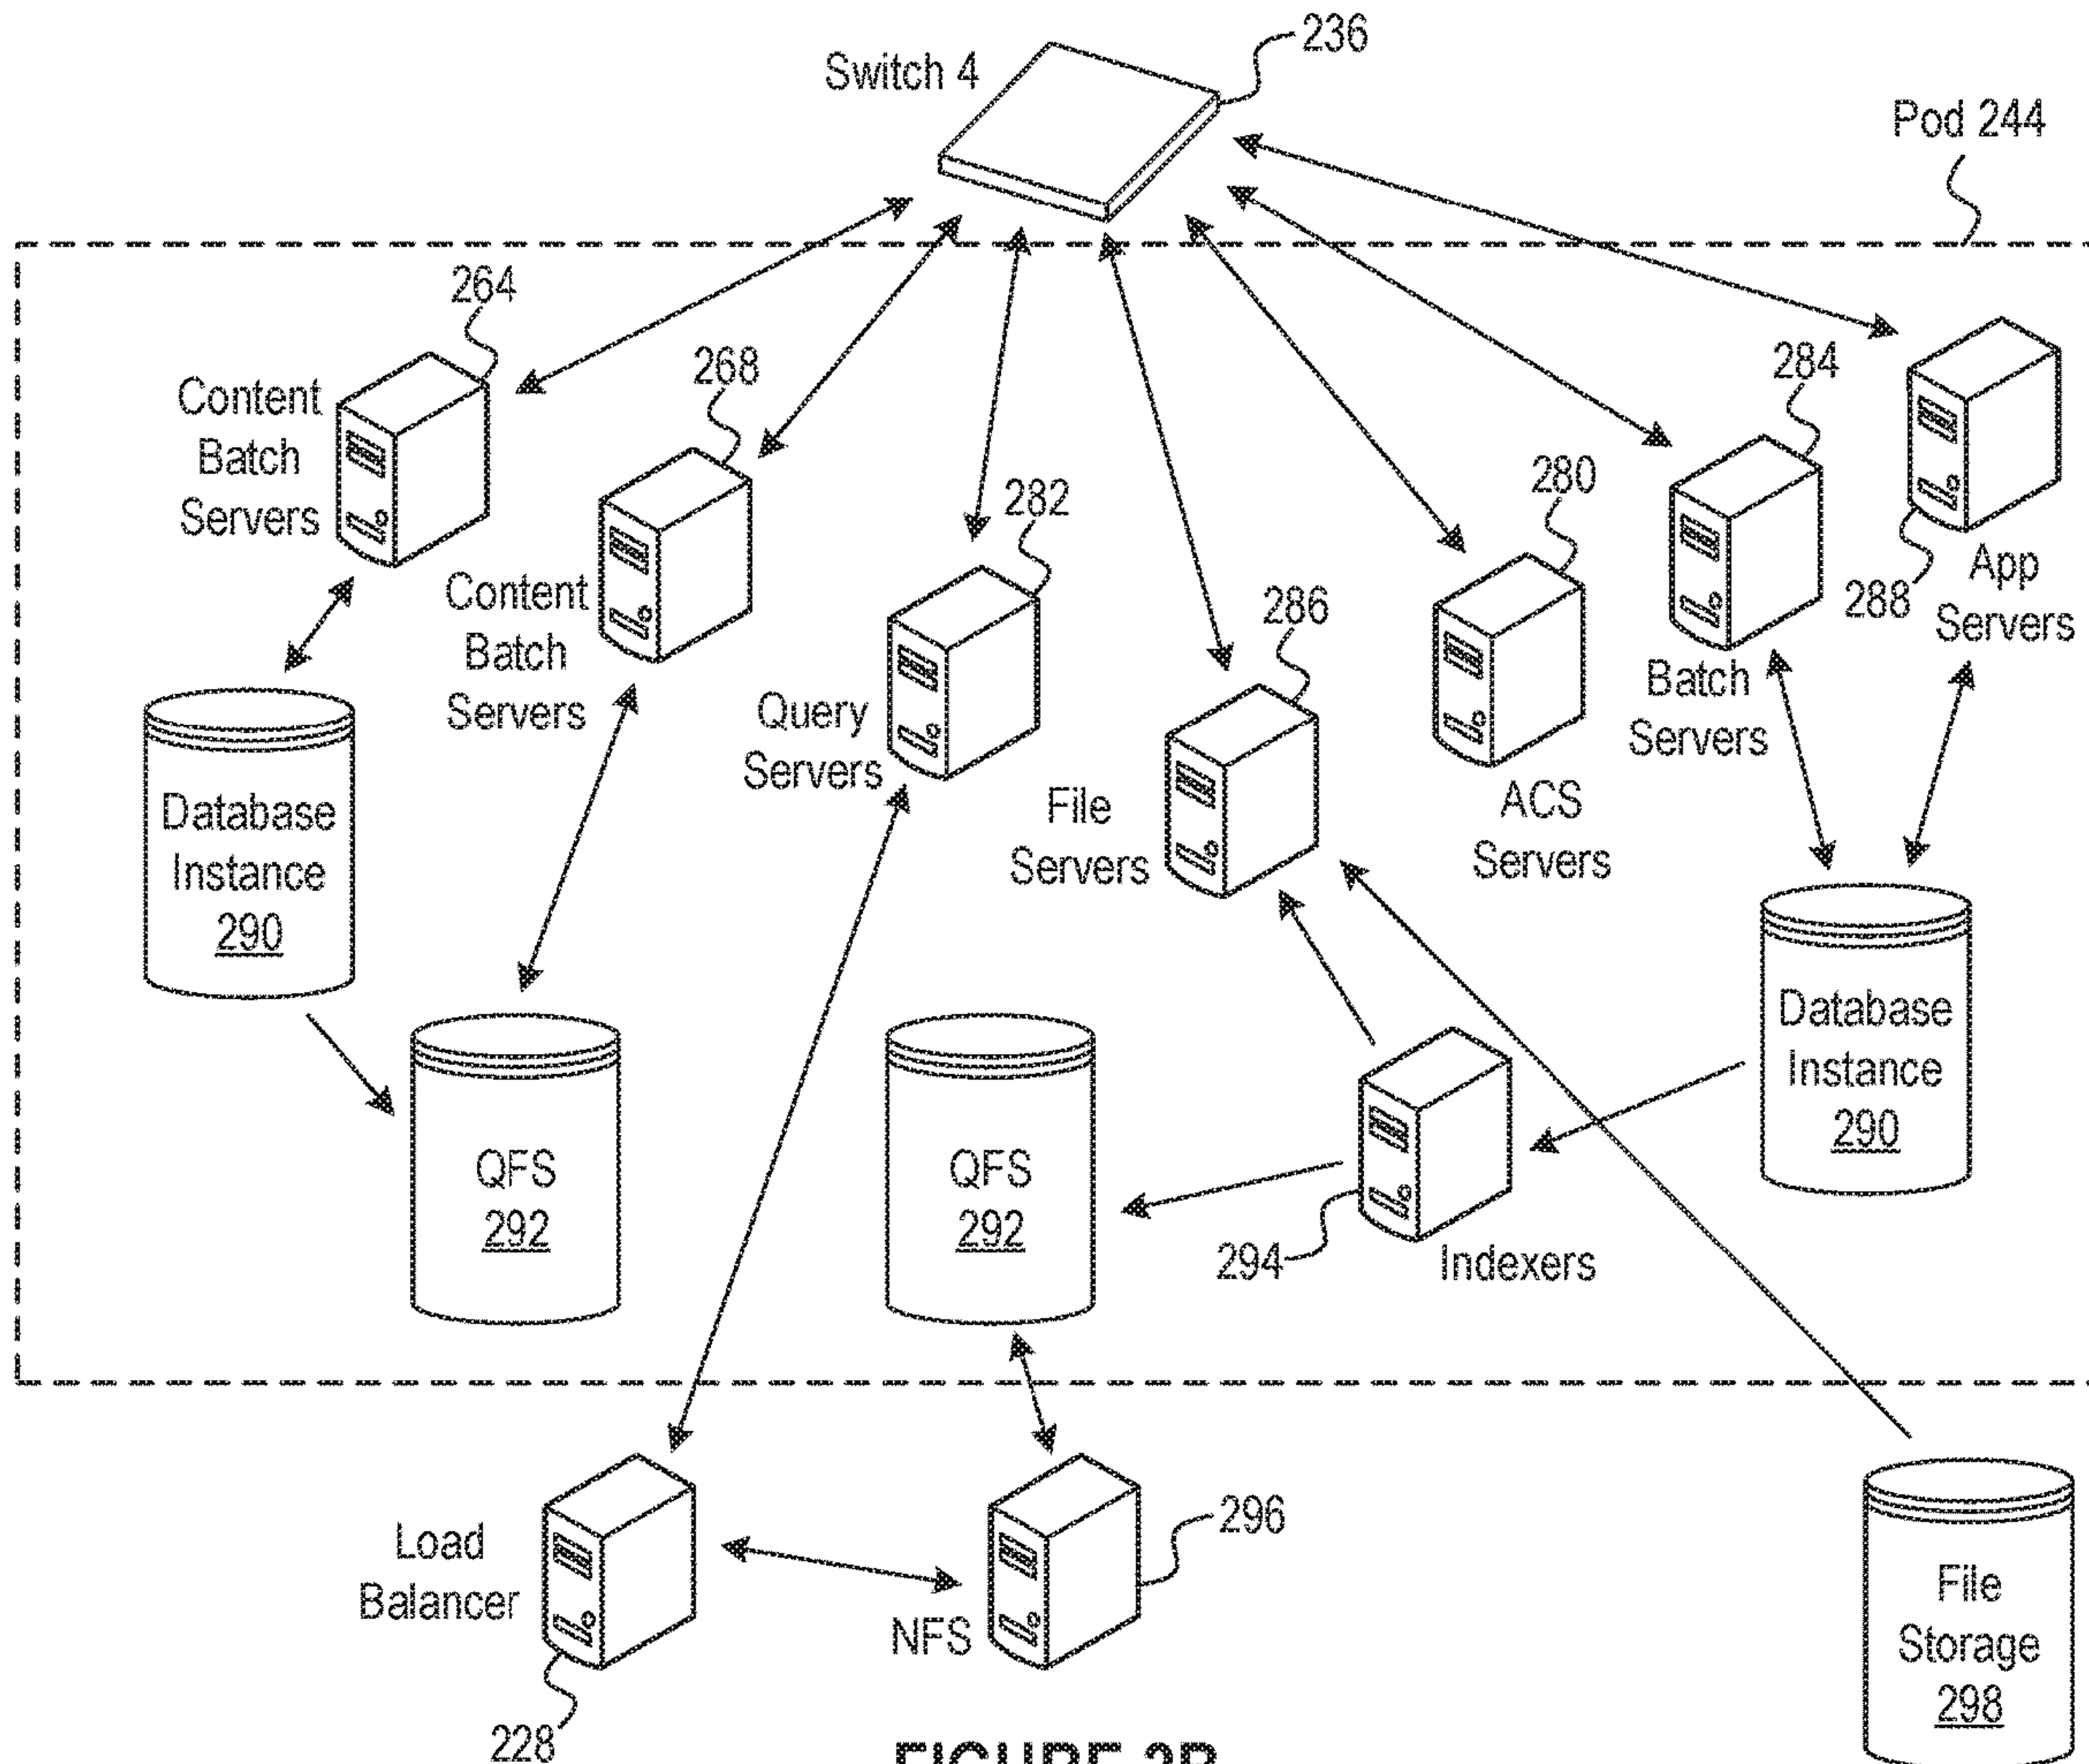 236
Switch 4
Pod 244
264
268
284
Content
Batch
Servers
282
280
288
App
Servers
Content
Batch
Servers
286
Query
Servers
Batch
Servers
File
Servers
ACS
Servers
Database
Instance
290
Database
Instance
290
QFS
292
QFS
292
294
Indexers
Load
Balancer
296
NFS
File
Storage
298
228